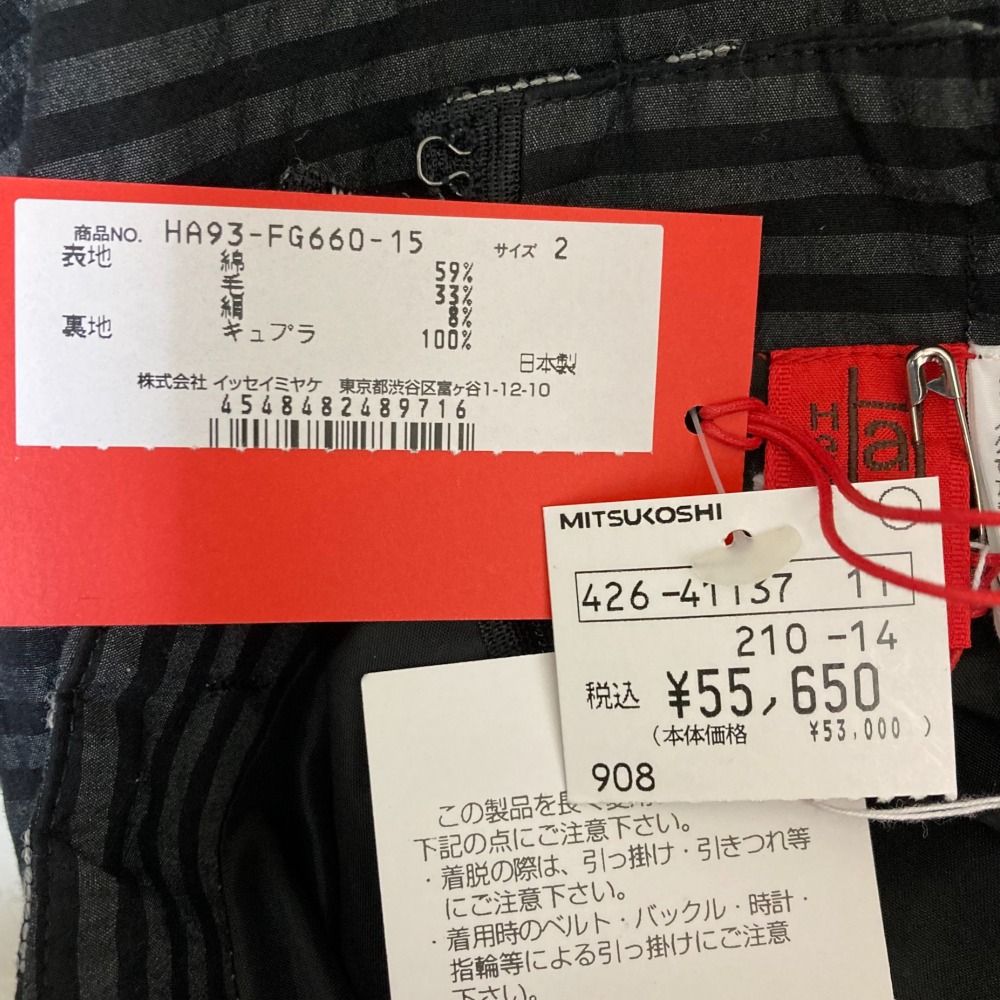 商品NO. HA93-FG660-15 サイズ 2
表地 綿 59%
毛 33%
絹 8%
裏地 キュプラ 100%
日本製
株式会社 イッセイミヤケ 東京都渋谷区富ヶ谷1-12-10
4548482489716
MITSUKOSHI
426-41137 11
210-14
税込 ¥55,650
(本体価格 ¥53,000)
908
この製品を長く
下記の点にご注意下さい。
・着脱の際は、引っ掛け・引きつれ等
にご注意下さい。
・着用時のベルト・バックル・時計・
指輪等による引っ掛けにご注意
下さい。